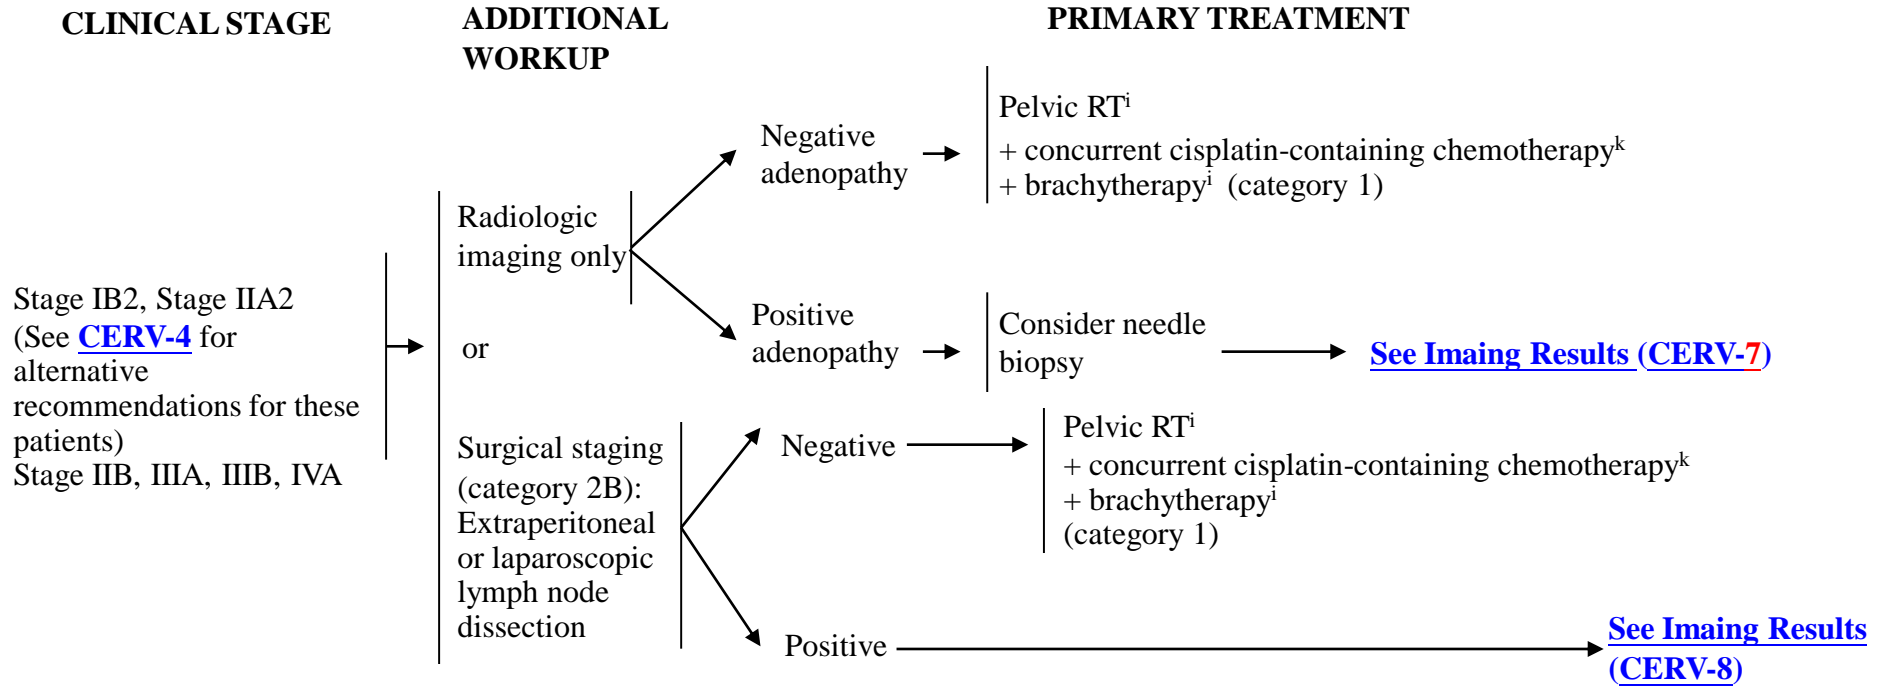 CLINICAL STAGE
ADDITIONAL
WORKUP
PRIMARY TREATMENT
Stage IB2, Stage IIA2
(See CERV-4 for
alternative
recommendations for these
patients)
Stage IIB, IIIA, IIIB, IVA
Radiologic
imaging only
or
Surgical staging
(category 2B):
Extraperitoneal
or laparoscopic
lymph node
dissection
Negative
adenopathy
Pelvic RTⁱ
+ concurrent cisplatin-containing chemotherapyᵏ
+ brachytherapyⁱ (category 1)
Positive
adenopathy
Consider needle
biopsy
See Imaing Results (CERV-7)
Negative
Pelvic RTⁱ
+ concurrent cisplatin-containing chemotherapyᵏ
+ brachytherapyⁱ
(category 1)
Positive
See Imaing Results
(CERV-8)